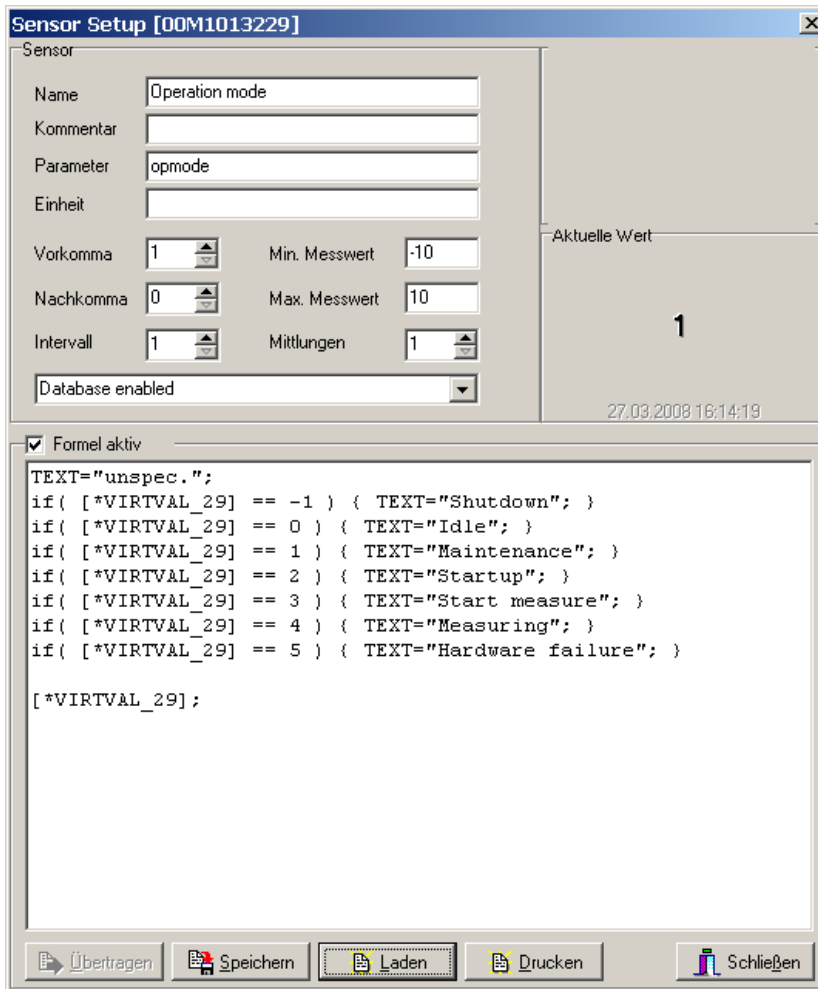 Sensor Setup [00M1013229]
Sensor
Name Operation mode
Kommentar
Parameter opmode
Einheit
Vorkomma 1 Min. Messwert -10
Nachkomma 0 Max. Messwert 10
Intervall 1 Mittlungen 1
Database enabled
Aktuelle Wert
1
27.03.2008 16:14:19
Formel aktiv
TEXT="unspec.";
if( [*VIRTVAL_29] == -1 ) { TEXT="Shutdown"; }
if( [*VIRTVAL_29] == 0 ) { TEXT="Idle"; }
if( [*VIRTVAL_29] == 1 ) { TEXT="Maintenance"; }
if( [*VIRTVAL_29] == 2 ) { TEXT="Startup"; }
if( [*VIRTVAL_29] == 3 ) { TEXT="Start measure"; }
if( [*VIRTVAL_29] == 4 ) { TEXT="Measuring"; }
if( [*VIRTVAL_29] == 5 ) { TEXT="Hardware failure"; }
[*VIRTVAL_29];
Übertragen Speichern Laden Drucken Schließen